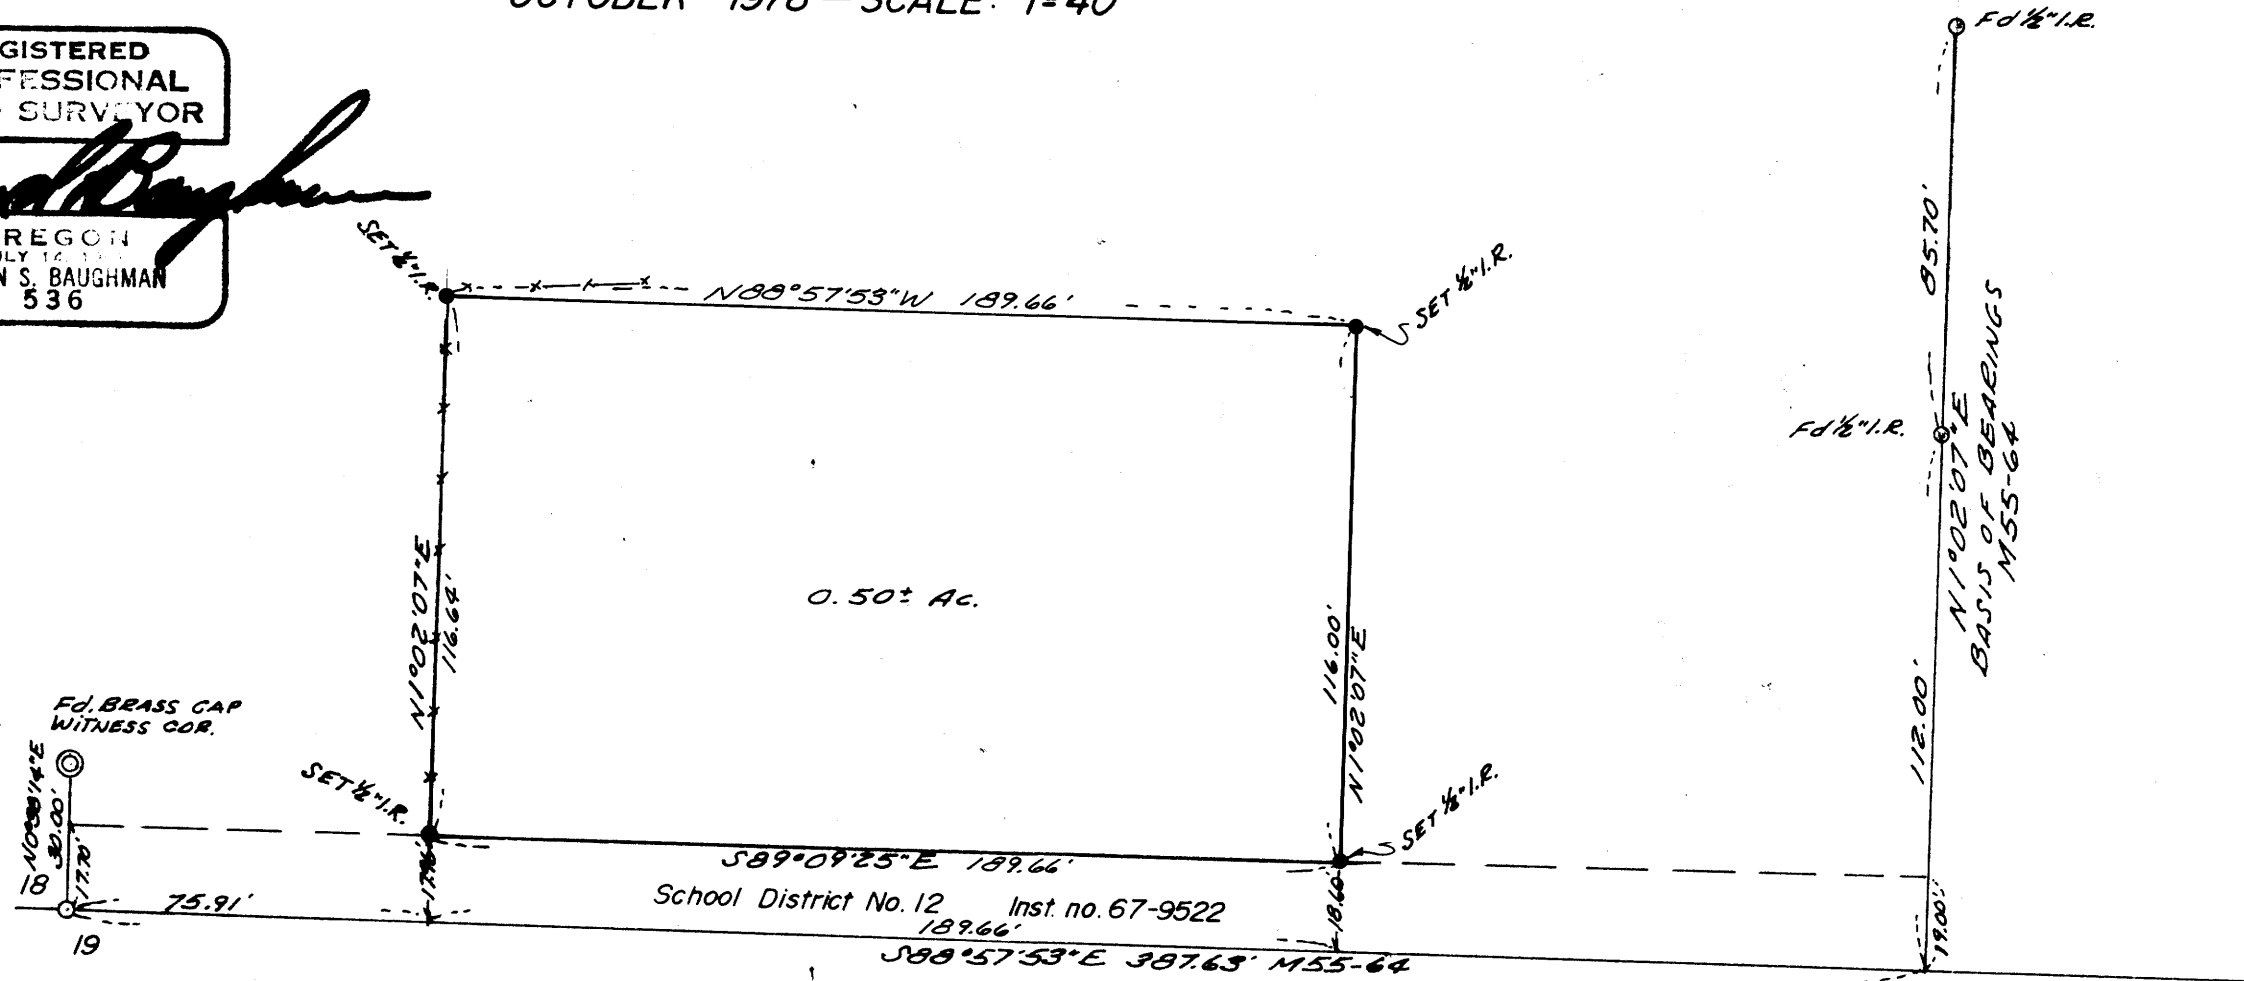 OCTOBER 1978 — SCALE: 1"=40'
GISTERED
FESSIONAL
SURVEYOR
REGON
S. BAUGHMAN
536
Fd ½" I.R.
SET ½" I.R.
N88°57'53"W 189.66'
SET ½" I.R.
85.70'
Fd ½" I.R.
N1°02'07"E
BASIS OF BEARINGS
M55-64
N1°02'07"E
116.64'
0.50± Ac.
116.00'
N1°02'07"E
112.00'
Fd. BRASS CAP
WITNESS COR.
30.00'
17.70'
SET ½" I.R.
SET ½" I.R.
S89°09'25"E 189.66'
18
75.91'
School District No. 12 Inst. no. 67-9522
18.60'
19.00'
189.66'
19
S88°57'53"E 387.63' M55-64